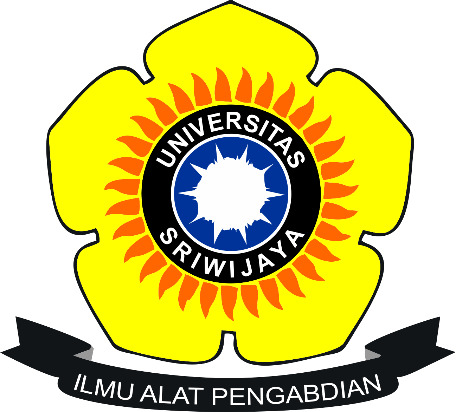 UNIVERSITAS
SRIWIJAYA
ILMU ALAT PENGABDIAN